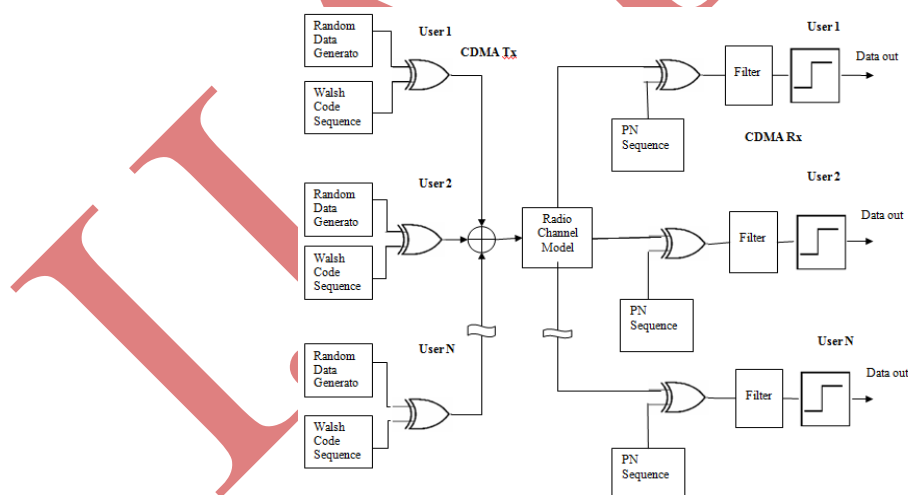 User 1
Random
Data
Generato
CDMA Tx
Walsh
Code
Sequence
User 2
Random
Data
Generato
Walsh
Code
Sequence
User N
Random
Data
Generato
Walsh
Code
Sequence
Radio
Channel
Model
User 1
Filter
Data out
PN
Sequence
CDMA Rx
User 2
Filter
Data out
PN
Sequence
User N
Filter
Data out
PN
Sequence